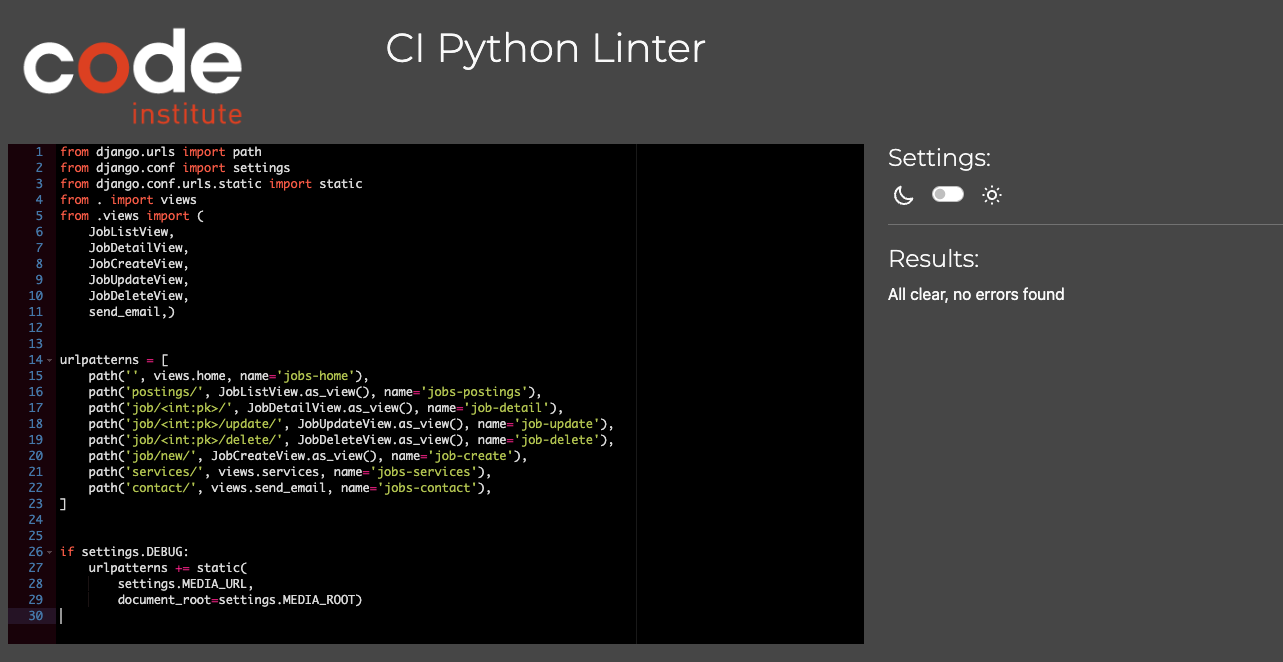 code
institute
CI Python Linter
1 from django.urls import path
2 from django.conf import settings
3 from django.conf.urls.static import static
4 from . import views
5 from .views import (
6     JobListView,
7     JobDetailView,
8     JobCreateView,
9     JobUpdateView,
10     JobDeleteView,
11     send_email,)
12
13
14 urlpatterns = [
15     path('', views.home, name='jobs-home'),
16     path('postings/', JobListView.as_view(), name='jobs-postings'),
17     path('job/<int:pk>/', JobDetailView.as_view(), name='job-detail'),
18     path('job/<int:pk>/update/', JobUpdateView.as_view(), name='job-update'),
19     path('job/<int:pk>/delete/', JobDeleteView.as_view(), name='job-delete'),
20     path('job/new/', JobCreateView.as_view(), name='job-create'),
21     path('services/', views.services, name='jobs-services'),
22     path('contact/', views.send_email, name='jobs-contact'),
23 ]
24
25
26 if settings.DEBUG:
27     urlpatterns += static(
28         settings.MEDIA_URL,
29         document_root=settings.MEDIA_ROOT)
30
Settings:
Results:
All clear, no errors found